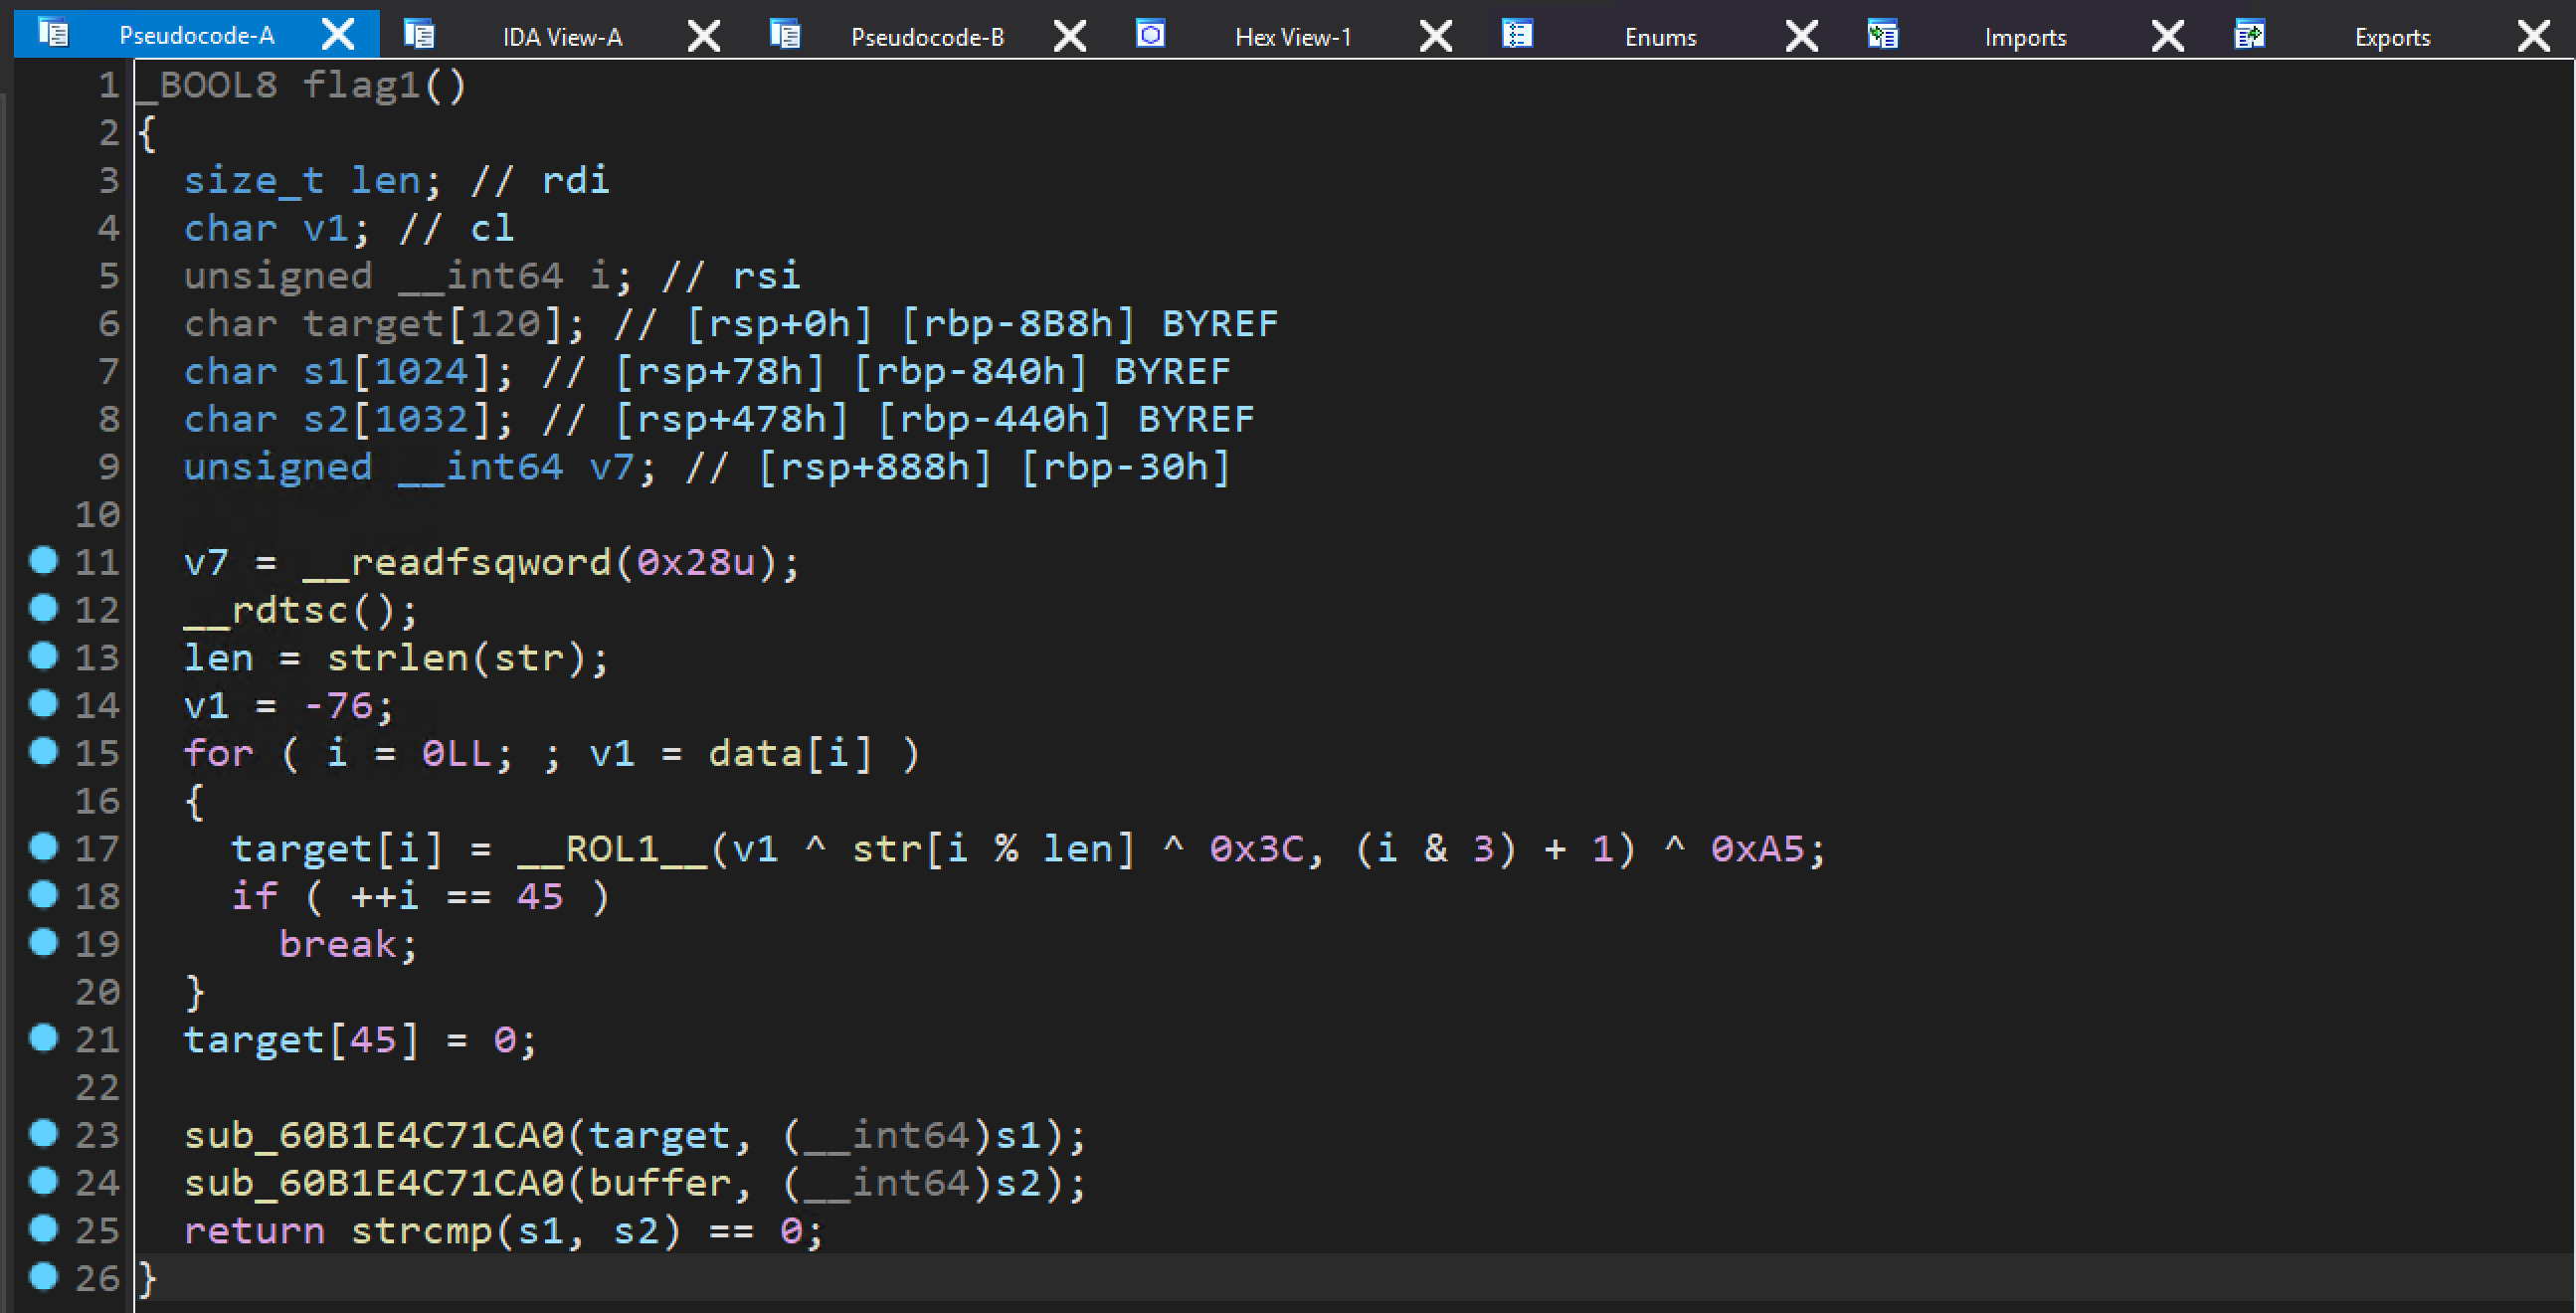 Pseudocode-A IDA View-A Pseudocode-B Hex View-1 Enums Imports Exports
1 _BOOL8 flag1()
2 {
3   size_t len; // rdi
4   char v1; // cl
5   unsigned __int64 i; // rsi
6   char target[120]; // [rsp+0h] [rbp-8B8h] BYREF
7   char s1[1024]; // [rsp+78h] [rbp-840h] BYREF
8   char s2[1032]; // [rsp+478h] [rbp-440h] BYREF
9   unsigned __int64 v7; // [rsp+888h] [rbp-30h]
10
11   v7 = __readfsqword(0x28u);
12   __rdtsc();
13   len = strlen(str);
14   v1 = -76;
15   for ( i = 0LL; ; v1 = data[i] )
16   {
17     target[i] = __ROL1__(v1 ^ str[i % len] ^ 0x3C, (i & 3) + 1) ^ 0xA5;
18     if ( ++i == 45 )
19       break;
20   }
21   target[45] = 0;
22
23   sub_60B1E4C71CA0(target, (__int64)s1);
24   sub_60B1E4C71CA0(buffer, (__int64)s2);
25   return strcmp(s1, s2) == 0;
26 }